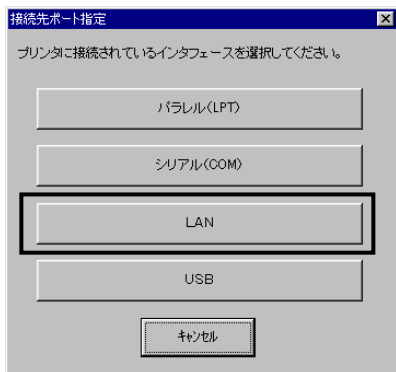 接続先ポート指定
プリンタに接続されているインタフェースを選択してください。
パラレル(LPT)
シリアル(COM)
LAN
USB
キャンセル